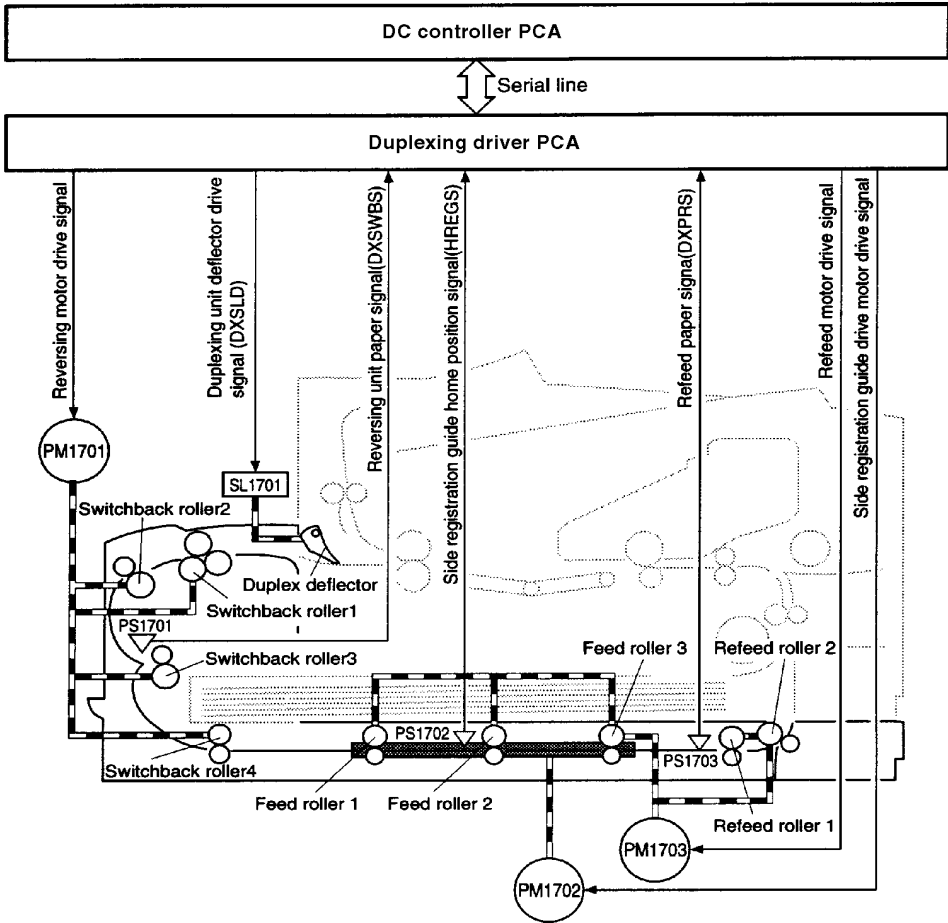 DC controller PCA
Serial line
Duplexing driver PCA
Reversing motor drive signal
Duplexing unit deflector drive
signal (DXSLD)
Reversing unit paper signal(DXSWBS)
Side registration guide home position signal(HREGS)
Refeed paper signa(DXPRS)
Refeed motor drive signal
Side registration guide drive motor drive signal
PM1701
SL1701
Switchback roller2
Duplex deflector
Switchback roller1
PS1701
Switchback roller3
Feed roller 3
Refeed roller 2
PS1702
PS1703
Switchback roller4
Feed roller 1
Feed roller 2
Refeed roller 1
PM1703
PM1702